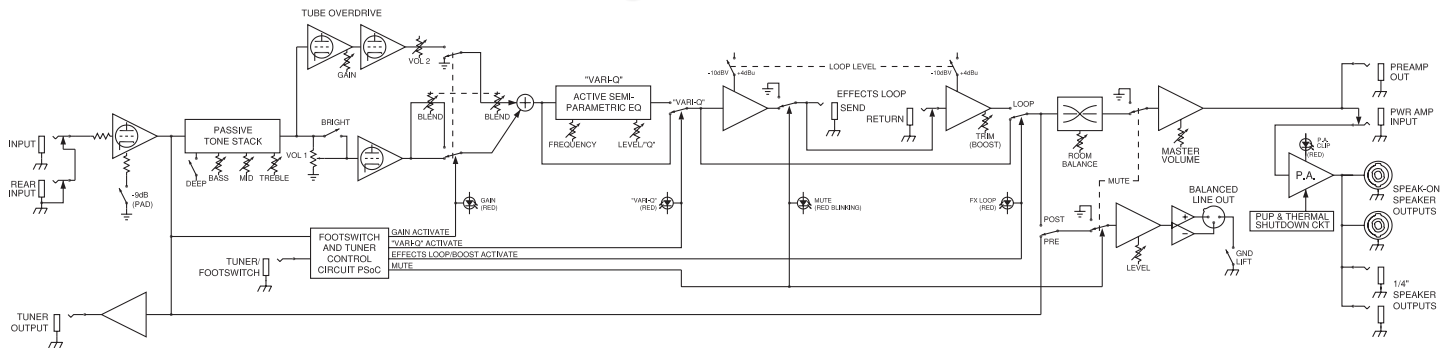 TUBE OVERDRIVE
GAIN
VOL 2
-10dBV
+4dBu
LOOP LEVEL
-10dBV
+4dBu
PREAMP
OUT
"VARI-Q"
ACTIVE SEMI-
PARAMETRIC EQ
"VARI-Q"
EFFECTS LOOP
SEND
RETURN
LOOP
PWR AMP
INPUT
BLEND
BLEND
BRIGHT
PASSIVE
TONE STACK
INPUT
VOL 1
FREQUENCY
LEVEL/"Q"
TRIM
(BOOST)
ROOM
BALANCE
MASTER
VOLUME
P.A.
CLIP
(RED)
DEEP
BASS
MID
TREBLE
REAR
INPUT
-9dB
(PAD)
MUTE
P.A.
SPEAK-ON
SPEAKER
OUTPUTS
GAIN
(RED)
"VARI-Q"
(RED)
MUTE
(RED BLINKING)
FX LOOP
(RED)
BALANCED
LINE OUT
PUP & THERMAL
SHUTDOWN CKT
POST
PRE
+
−
LEVEL
GND
LIFT
FOOTSWITCH
AND TUNER
CONTROL
CIRCUIT PSoC
GAIN ACTIVATE
"VARI-Q" ACTIVATE
EFFECTS LOOP/BOOST ACTIVATE
MUTE
TUNER/
FOOTSWITCH
1/4"
SPEAKER
OUTPUTS
TUNER
OUTPUT